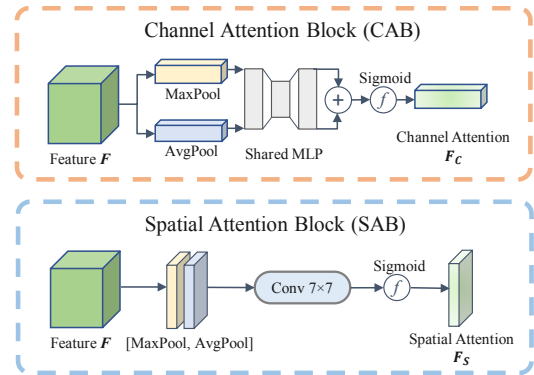 Channel Attention Block (CAB)
MaxPool
Sigmoid
f
AvgPool
Feature F
Shared MLP
Channel Attention
F_C
Spatial Attention Block (SAB)
Sigmoid
Conv 7×7
f
Feature F
[MaxPool, AvgPool]
Spatial Attention
F_S